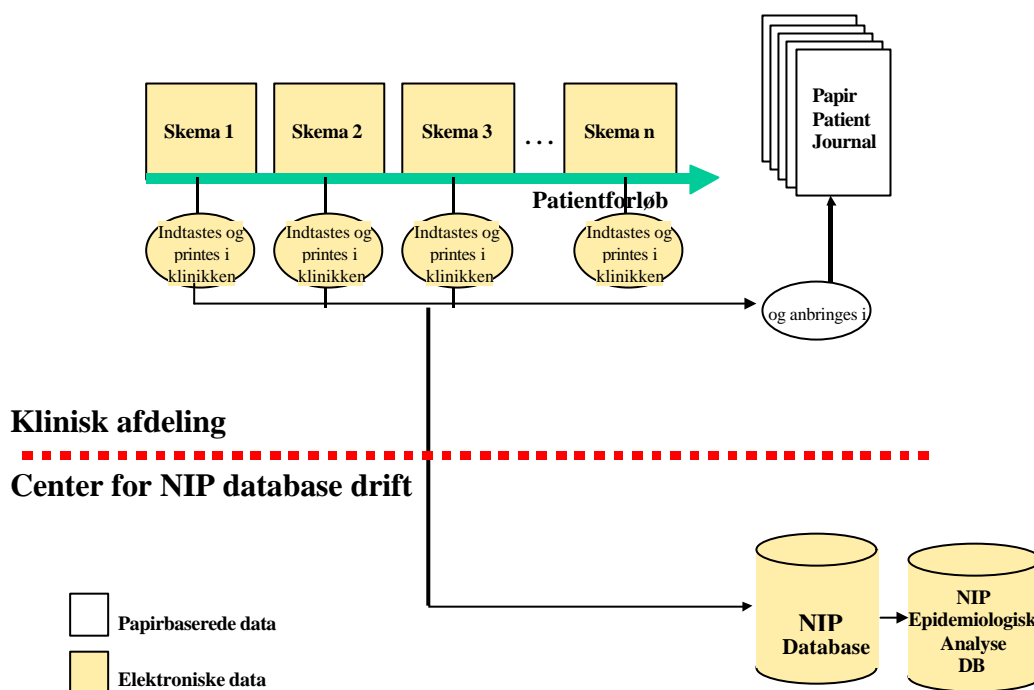 Papir
Patient
Journal
Skema 1
Skema 2
Skema 3
...
Skema n
Patientforløb
Indtastes og
printes i
klinikken
Indtastes og
printes i
klinikken
Indtastes og
printes i
klinikken
Indtastes og
printes i
klinikken
og anbringes i
Klinisk afdeling
Center for NIP database drift
NIP
Database
NIP
Epidemiologisk
Analyse
DB
Papirbaserede data
Elektroniske data